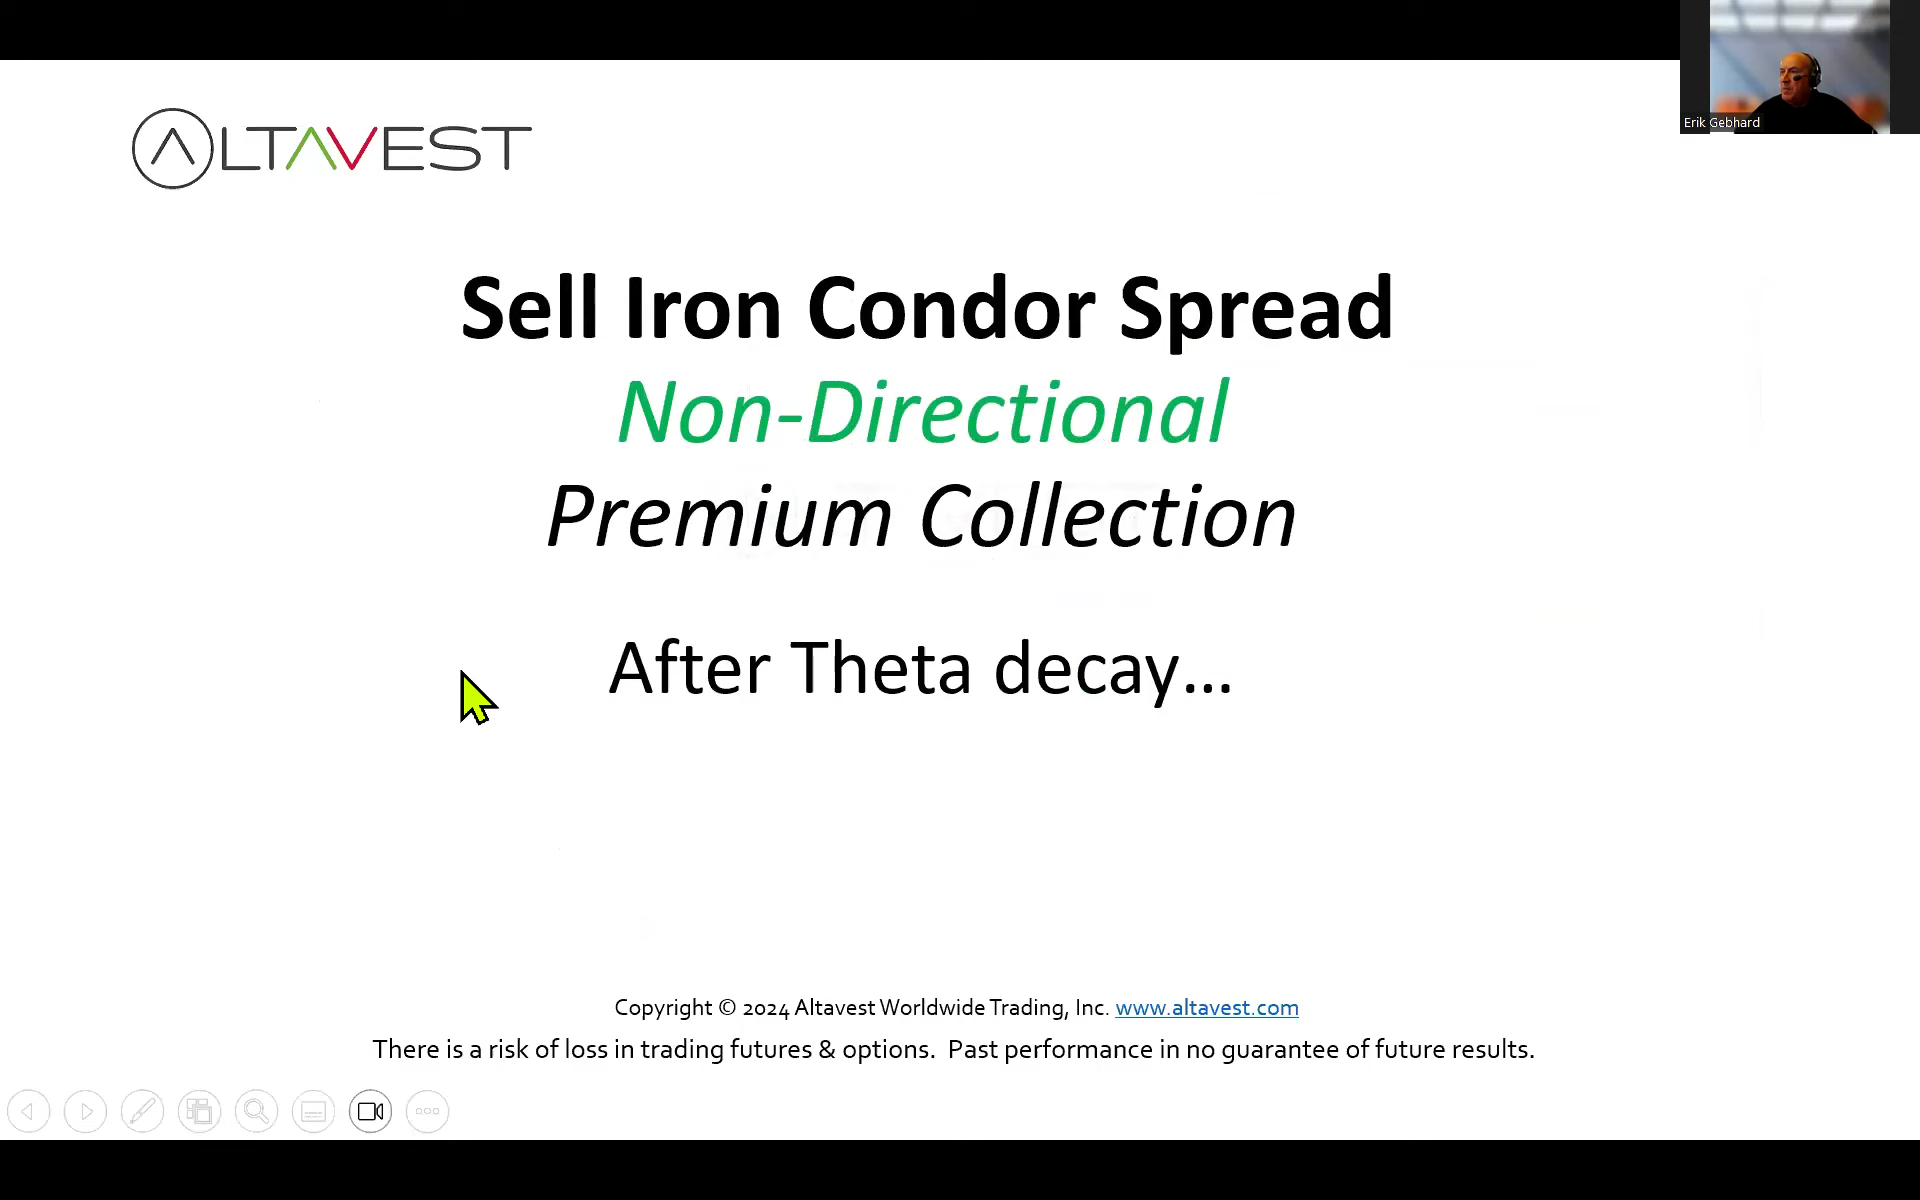 ALTAVEST
Erik Gebhard
Sell Iron Condor Spread
Non-Directional
Premium Collection
After Theta decay...
Copyright © 2024 Altavest Worldwide Trading, Inc. www.altavest.com
There is a risk of loss in trading futures & options. Past performance in no guarantee of future results.